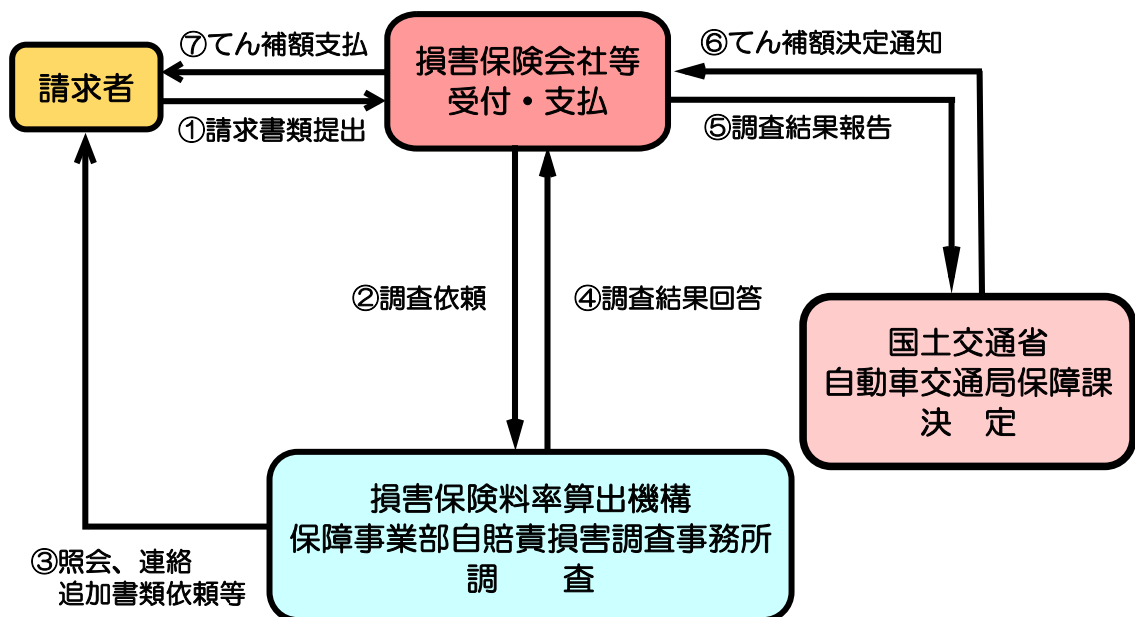 ⑦てん補額支払
請求者
①請求書類提出
損害保険会社等
受付・支払
⑥てん補額決定通知
⑤調査結果報告
②調査依頼
④調査結果回答
国土交通省
自動車交通局保障課
決　定
損害保険料率算出機構
保障事業部自賠責損害調査事務所
調　　査
③照会、連絡
追加書類依頼等